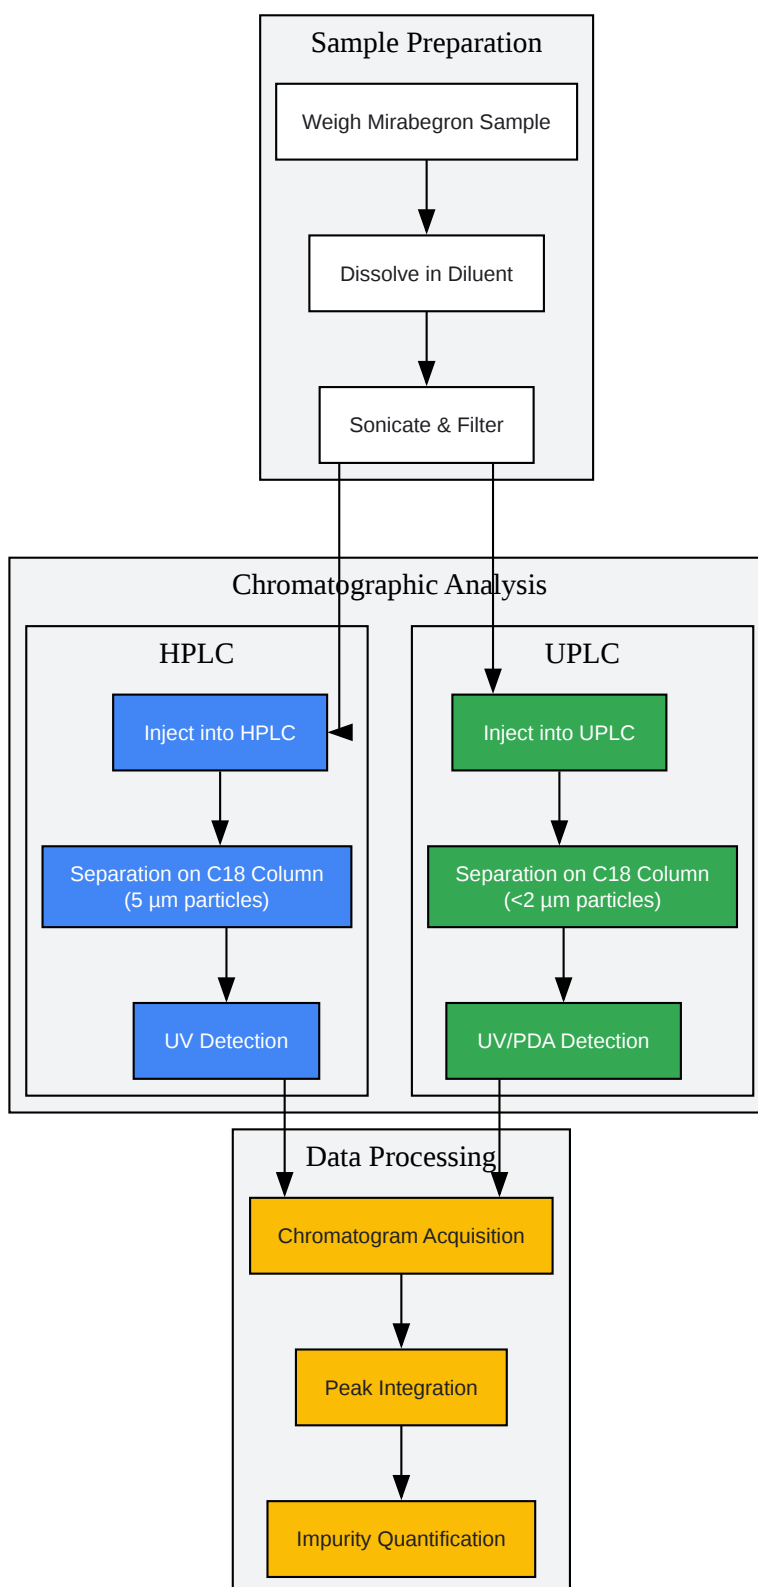 Sample Preparation
Weigh Mirabegron Sample
Dissolve in Diluent
Sonicate & Filter
Chromatographic Analysis
HPLC
Inject into HPLC
Separation on C18 Column
(5 µm particles)
UV Detection
UPLC
Inject into UPLC
Separation on C18 Column
(<2 µm particles)
UV/PDA Detection
Data Processing
Chromatogram Acquisition
Peak Integration
Impurity Quantification